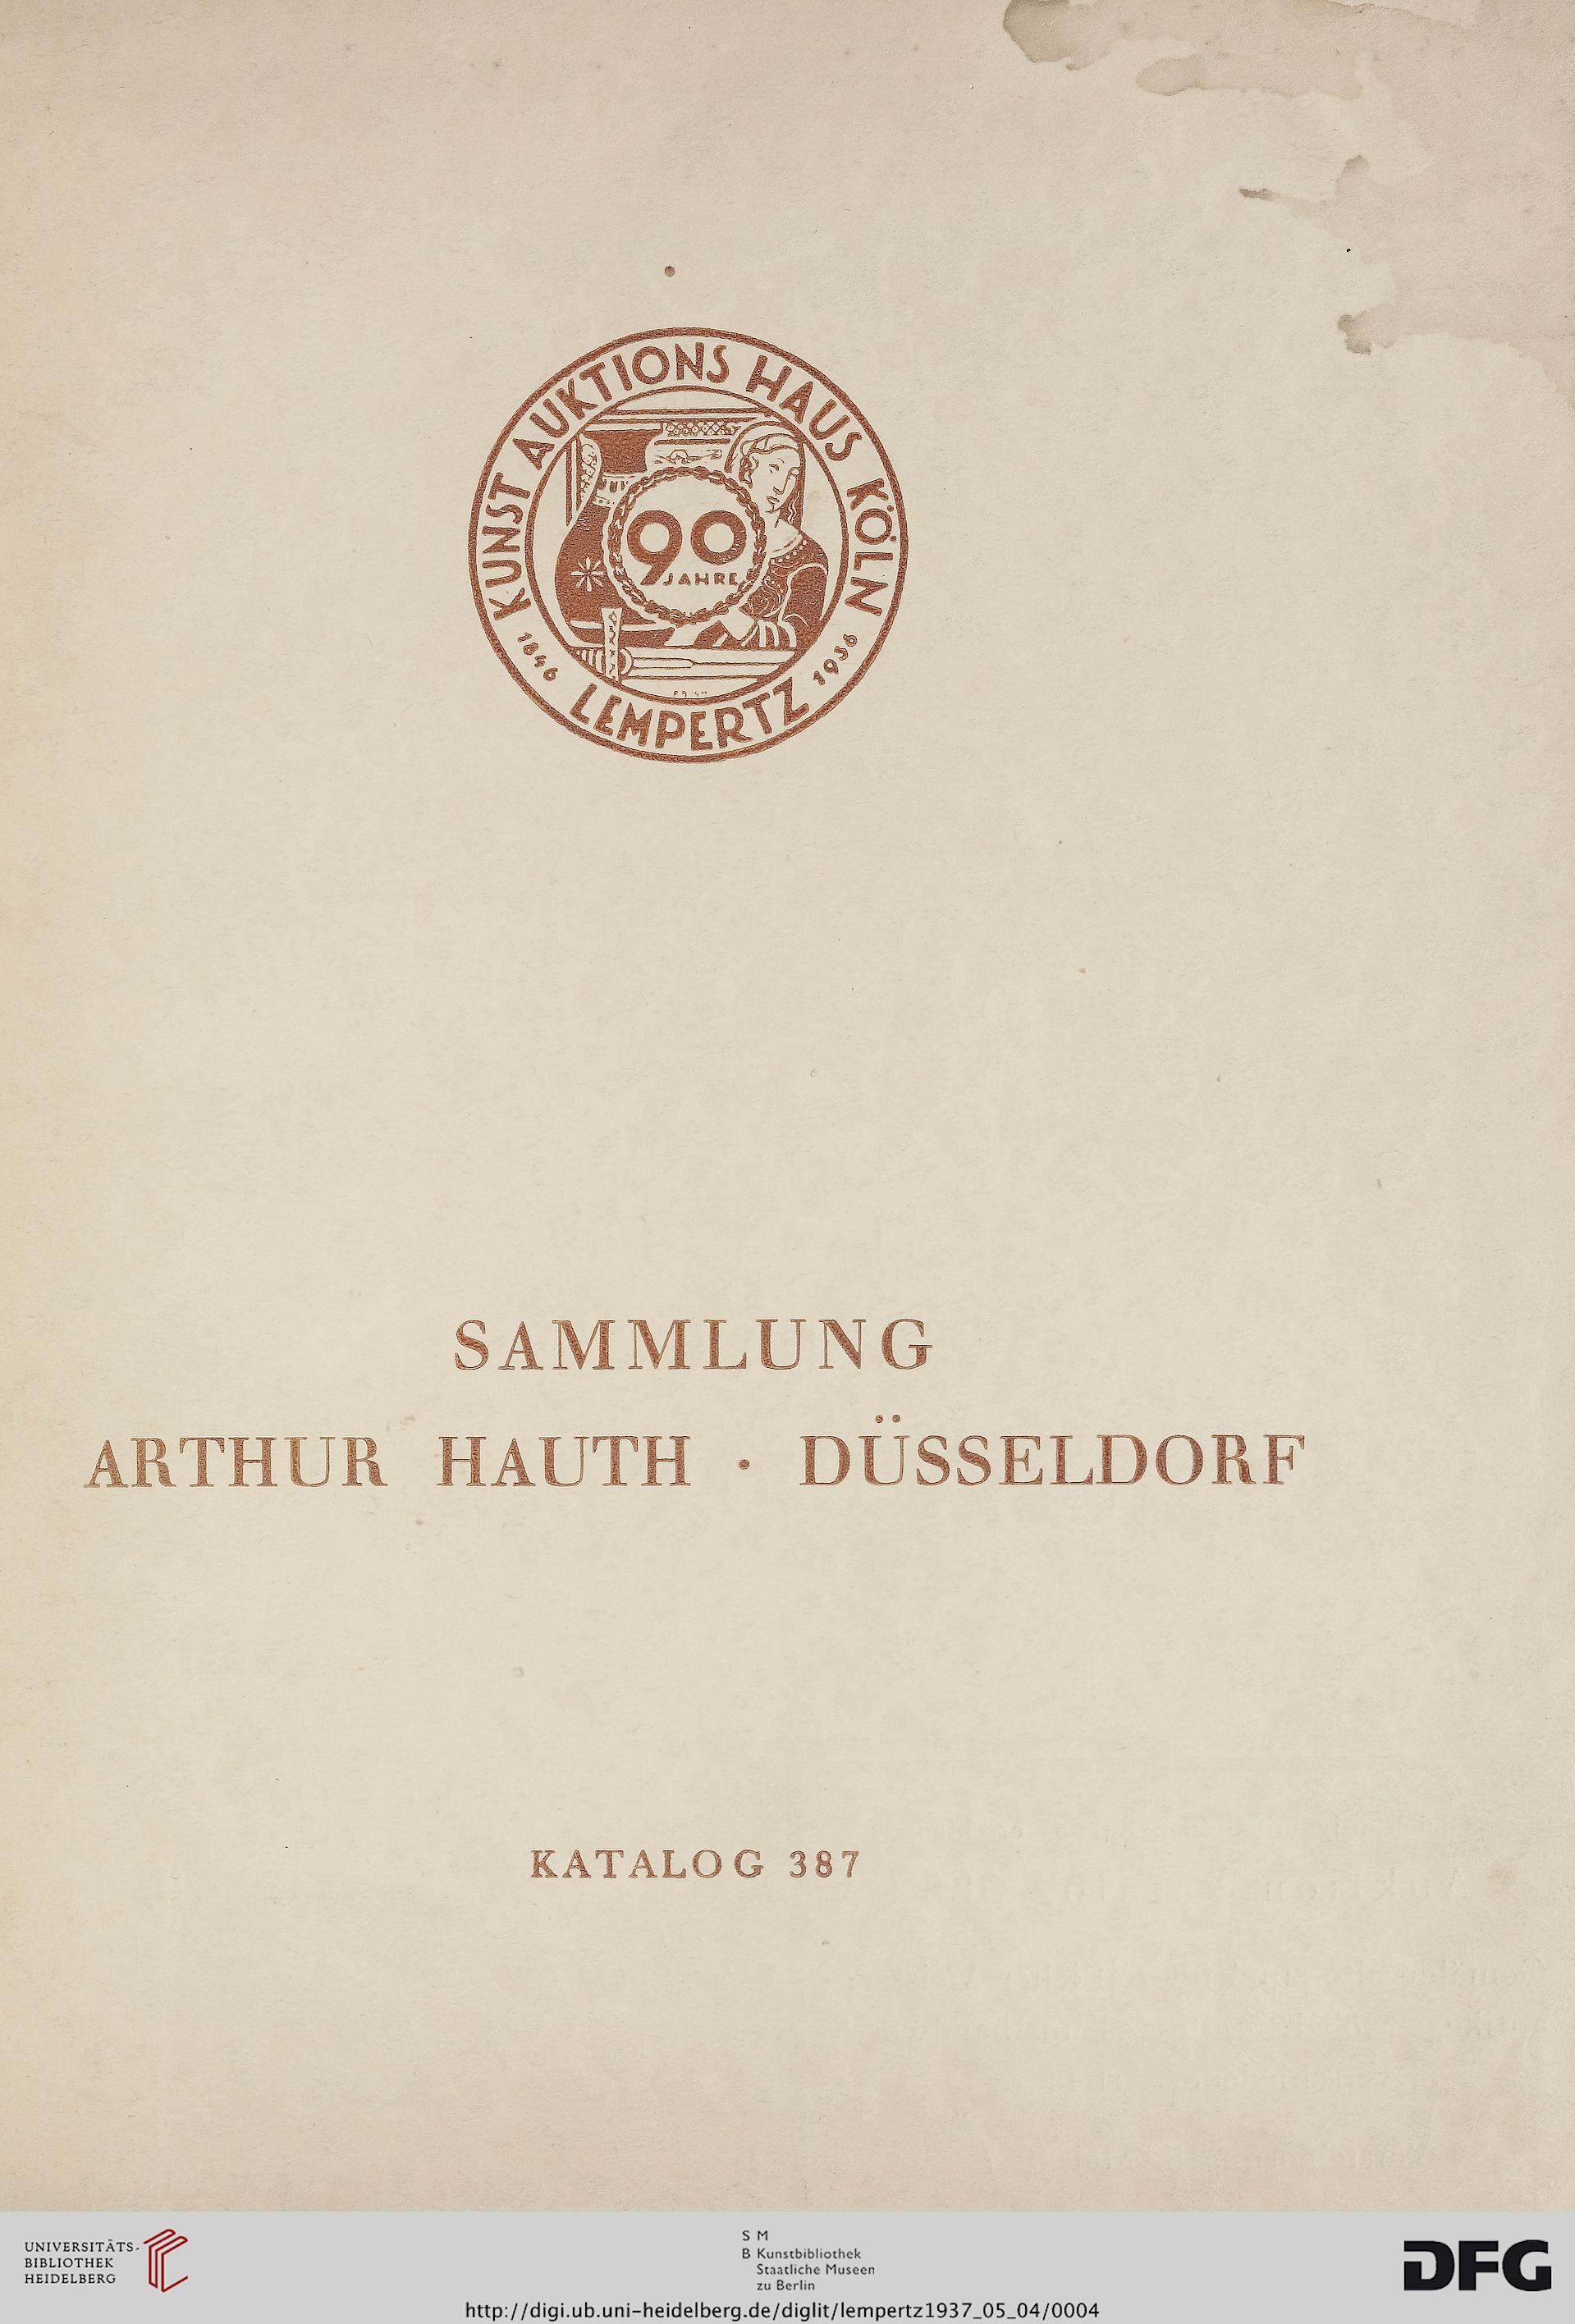 KUNST AUKTIONS HAUS KÖLN
90
JAHRE
1846
1936
LEMPERTZ
SAMMLUNG
ARTHUR HAUTH · DÜSSELDORF
KATALOG 387
UNIVERSITÄTS-
BIBLIOTHEK
HEIDELBERG
S M
B Kunstbibliothek
Staatliche Museen
zu Berlin
DFG
http://digi.ub.uni-heidelberg.de/diglit/lempertz1937_05_04/0004